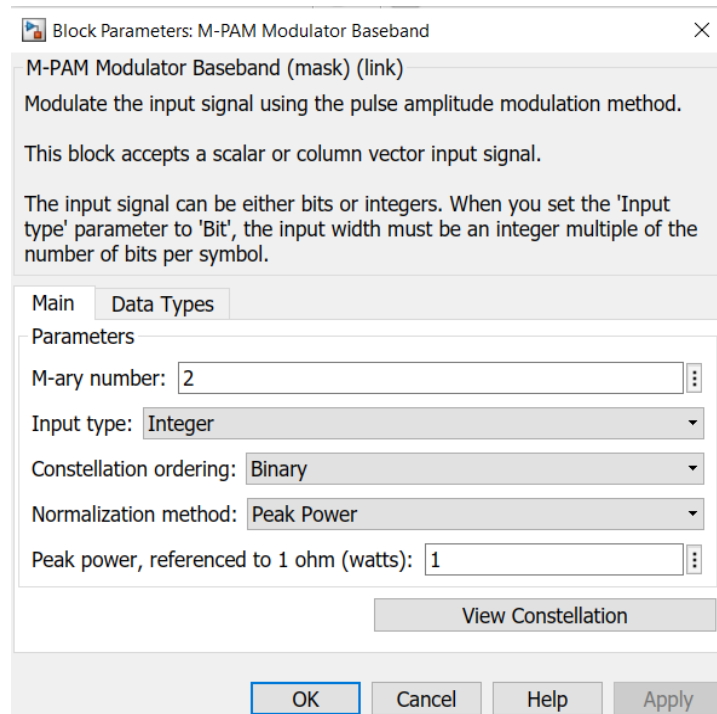 Block Parameters: M-PAM Modulator Baseband
M-PAM Modulator Baseband (mask) (link)
Modulate the input signal using the pulse amplitude modulation method.
This block accepts a scalar or column vector input signal.
The input signal can be either bits or integers. When you set the 'Input
type' parameter to 'Bit', the input width must be an integer multiple of the
number of bits per symbol.
Main Data Types
Parameters
M-ary number: 2
Input type: Integer
Constellation ordering: Binary
Normalization method: Peak Power
Peak power, referenced to 1 ohm (watts): 1
View Constellation
OK Cancel Help Apply